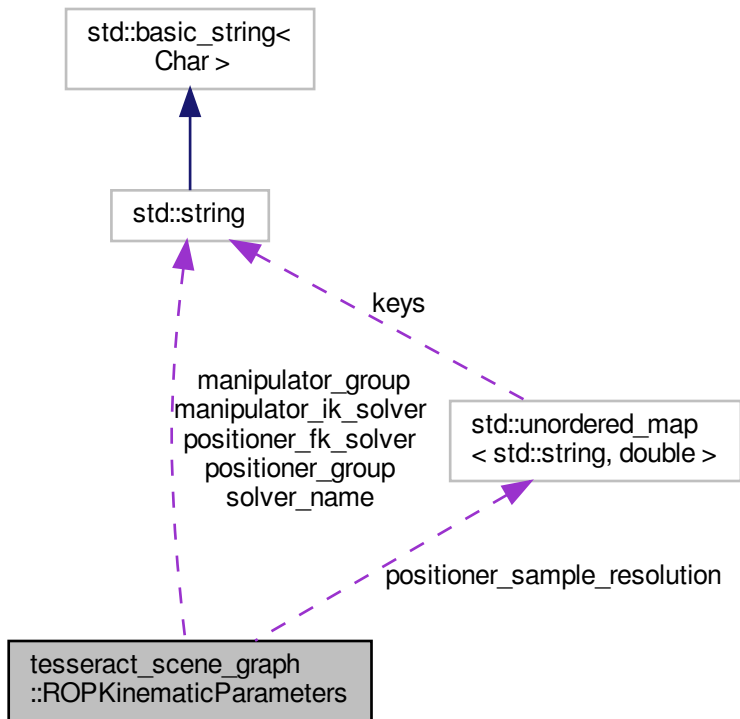 std::basic_string<
Char >
std::string
keys
manipulator_group
manipulator_ik_solver
positioner_fk_solver
positioner_group
solver_name
std::unordered_map
< std::string, double >
positioner_sample_resolution
tesseract_scene_graph
::ROPKinematicParameters